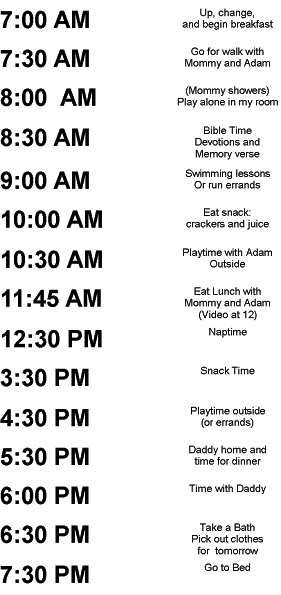 7:00 AM
Up, change,
and begin breakfast
7:30 AM
Go for walk with
Mommy and Adam
8:00 AM
(Mommy showers)
Play alone in my room
8:30 AM
Bible Time
Devotions and
Memory verse
9:00 AM
Swimming lessons
Or run errands
10:00 AM
Eat snack:
crackers and juice
10:30 AM
Playtime with Adam
Outside
11:45 AM
Eat Lunch with
Mommy and Adam
(Video at 12)
12:30 PM
Naptime
3:30 PM
Snack Time
4:30 PM
Playtime outside
(or errands)
5:30 PM
Daddy home and
time for dinner
6:00 PM
Time with Daddy
6:30 PM
Take a Bath
Pick out clothes
for tomorrow
7:30 PM
Go to Bed